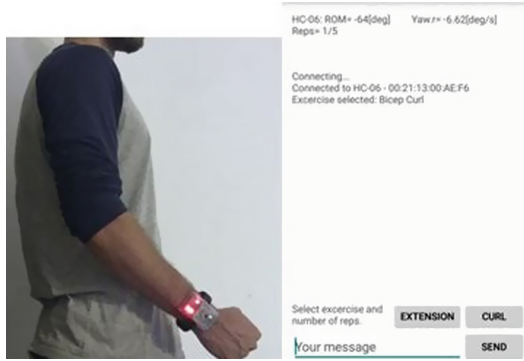 HC-06: ROM= -64[deg] Yaw.r= -6.62[deg/s]
Reps= 1/5
Connecting...
Connected to HC-06 - 00:21:13:00:AE:F6
Excercise selected: Bicep Curl
Select excercise and
number of reps.
EXTENSION
CURL
Your message
SEND